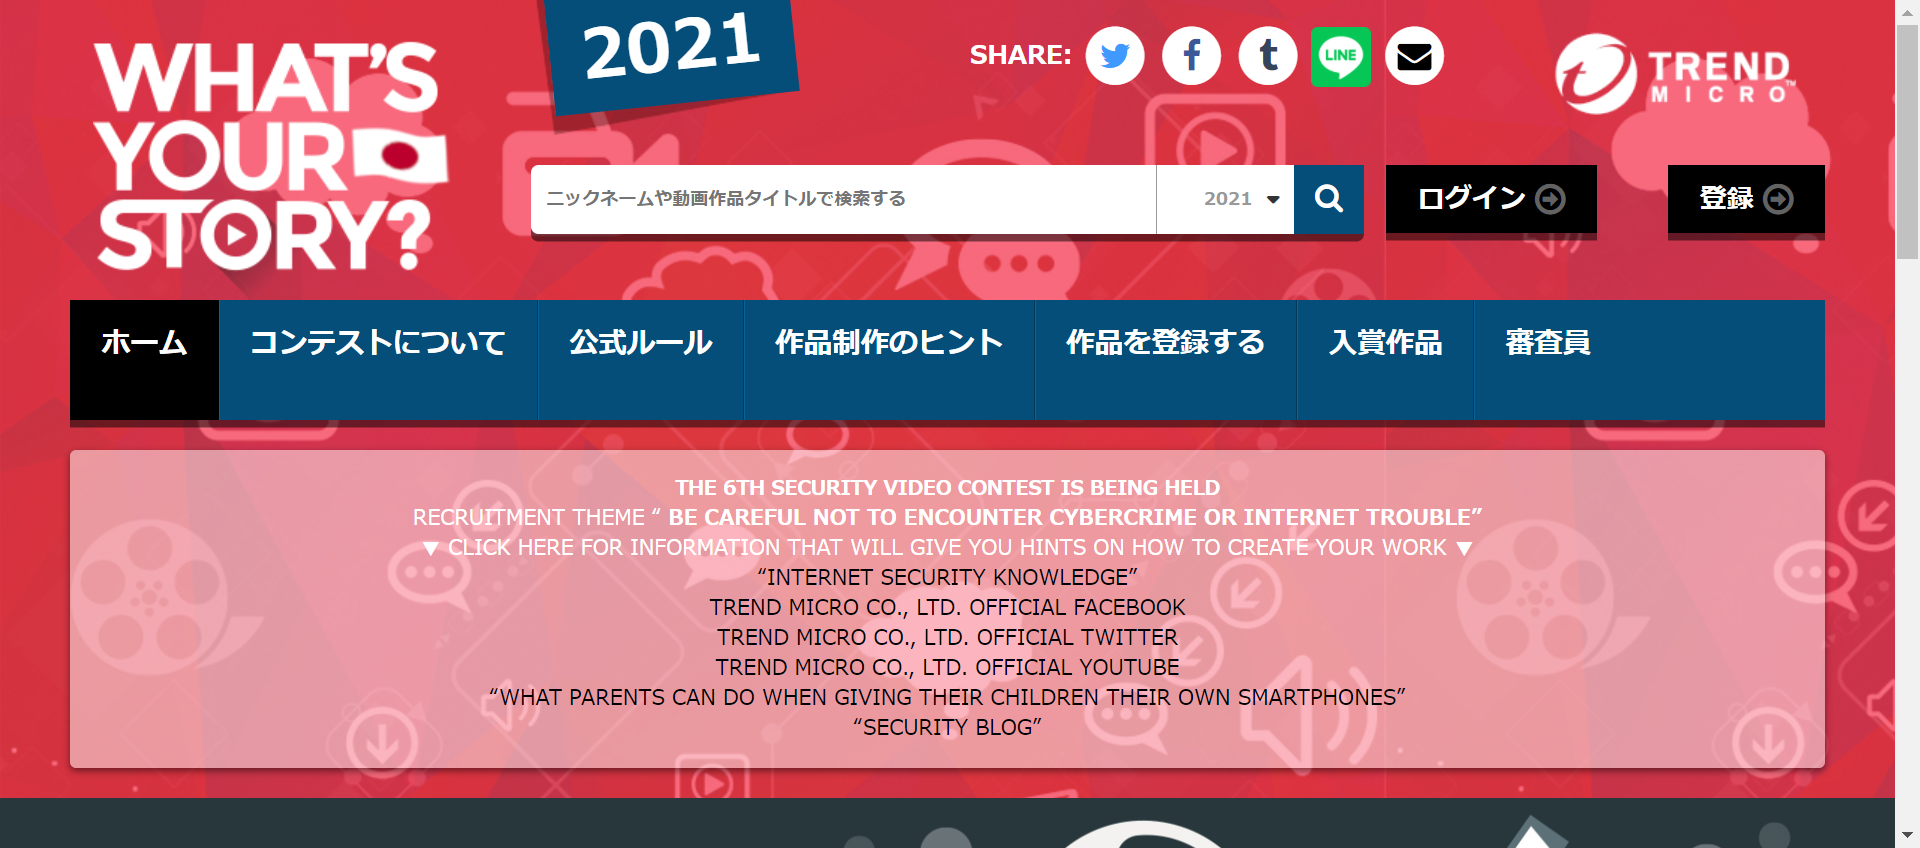 WHAT'S
YOUR
STORY?
2021
SHARE:
LINE
TREND
MICRO™
ニックネームや動画作品タイトルで検索する
2021
ログイン
登録
ホーム
コンテストについて
公式ルール
作品制作のヒント
作品を登録する
入賞作品
審査員
THE 6TH SECURITY VIDEO CONTEST IS BEING HELD
RECRUITMENT THEME “ BE CAREFUL NOT TO ENCOUNTER CYBERCRIME OR INTERNET TROUBLE”
▼ CLICK HERE FOR INFORMATION THAT WILL GIVE YOU HINTS ON HOW TO CREATE YOUR WORK ▼
“INTERNET SECURITY KNOWLEDGE”
TREND MICRO CO., LTD. OFFICIAL FACEBOOK
TREND MICRO CO., LTD. OFFICIAL TWITTER
TREND MICRO CO., LTD. OFFICIAL YOUTUBE
“WHAT PARENTS CAN DO WHEN GIVING THEIR CHILDREN THEIR OWN SMARTPHONES”
“SECURITY BLOG”